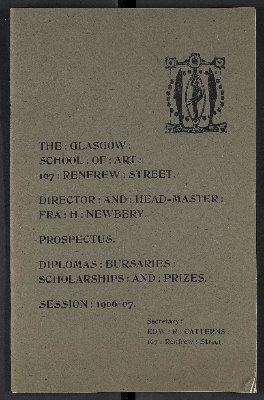 THE : GLASGOW :
SCHOOL : OF : ART :
167 : RENFREW : STREET.
DIRECTOR : AND : HEAD-MASTER :
FRA : H : NEWBERY.
PROSPECTUS.
DIPLOMAS : BURSARIES :
SCHOLARSHIPS : AND : PRIZES.
SESSION : 1906-07.
Secretary :
EDW : R : CATTERNS :
167 : Renfrew : Street.